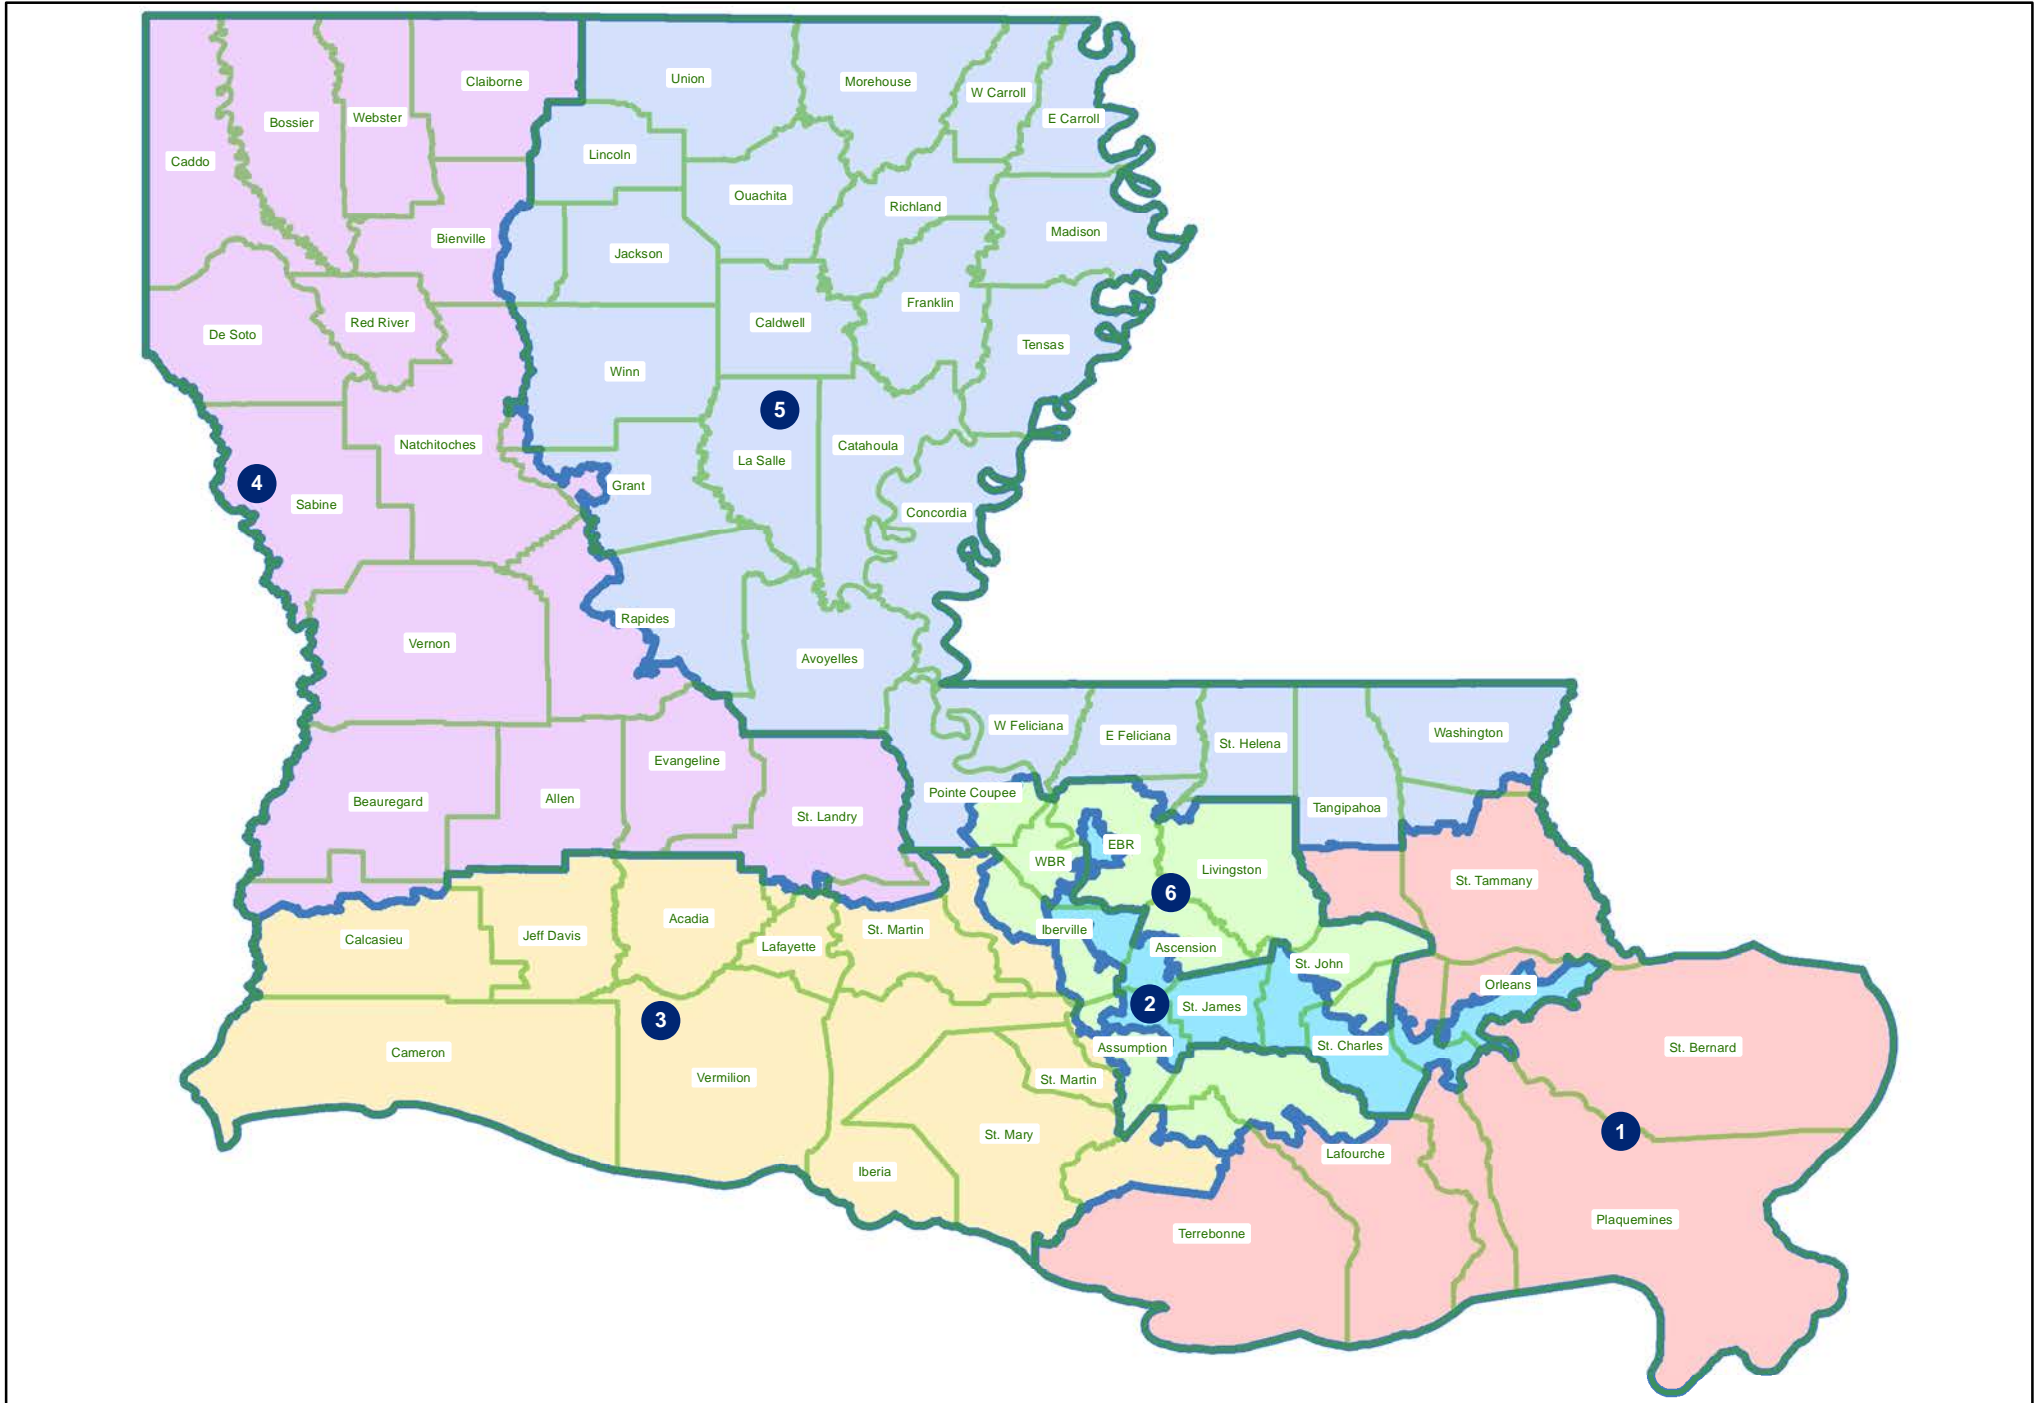 Claiborne
Union
Morehouse
W Carroll
E Carroll
Webster
Bossier
Caddo
Lincoln
Ouachita
Richland
Madison
Bienville
Jackson
Franklin
Red River
Caldwell
De Soto
Tensas
Winn
5
Natchitoches
Catahoula
La Salle
4
Grant
Sabine
Concordia
Rapides
Vernon
Avoyelles
W Feliciana
E Feliciana
St. Helena
Washington
Evangeline
Pointe Coupee
Beauregard
Allen
Tangipahoa
St. Landry
EBR
WBR
Livingston
St. Tammany
6
Acadia
Iberville
St. Martin
Calcasieu
Jeff Davis
Lafayette
Ascension
St. John
Orleans
2
St. James
3
St. Charles
Assumption
St. Bernard
Cameron
Vermilion
St. Martin
1
St. Mary
Lafourche
Iberia
Plaquemines
Terrebonne